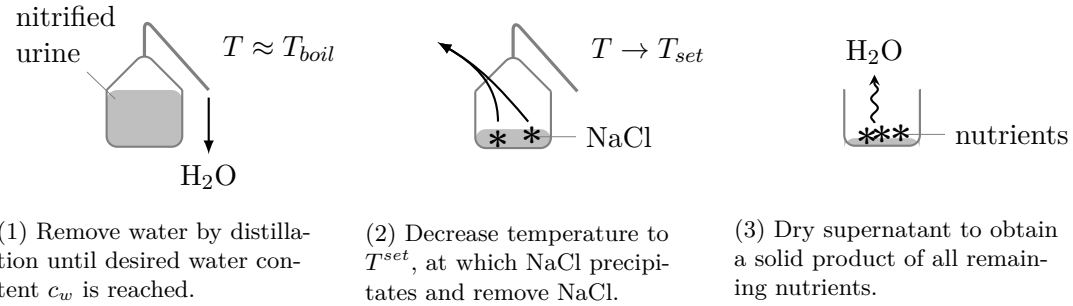 nitrified
urine
T ≈ T_boil
H₂O
(1) Remove water by distilla-
tion until desired water con-
tent c_w is reached.
T → T_set
NaCl
(2) Decrease temperature to
T^set, at which NaCl precipi-
tates and remove NaCl.
H₂O
nutrients
(3) Dry supernatant to obtain
a solid product of all remain-
ing nutrients.